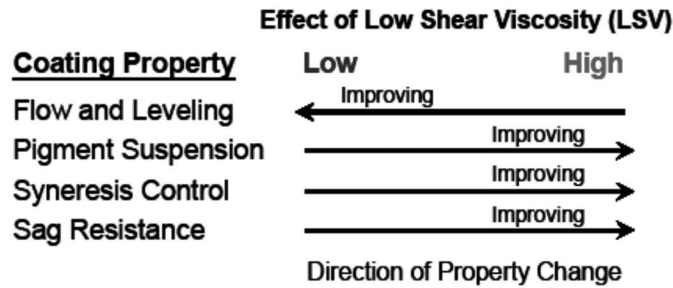 Effect of Low Shear Viscosity (LSV)
Coating Property Low High
Flow and Leveling Improving
Pigment Suspension Improving
Syneresis Control Improving
Sag Resistance Improving
Direction of Property Change